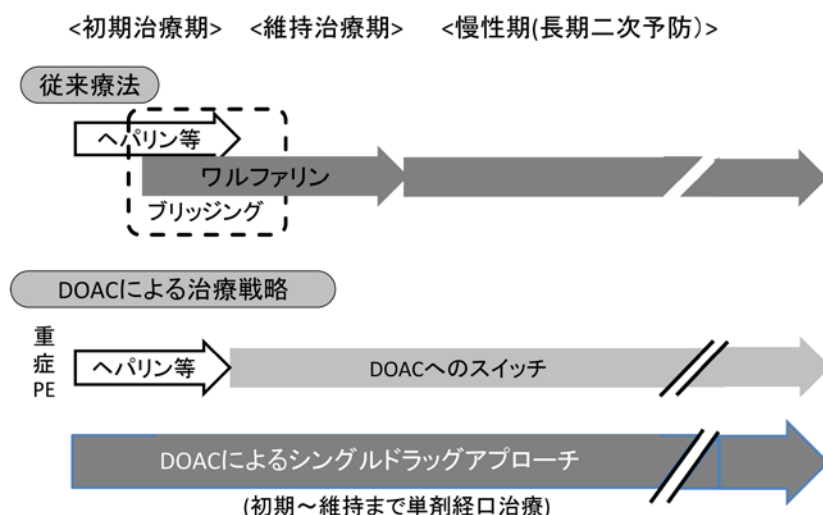 <初期治療期> <維持治療期> <慢性期(長期二次予防)>
従来療法
ヘパリン等
ワルファリン
ブリッジング
DOACによる治療戦略
重症PE
ヘパリン等
DOACへのスイッチ
DOACによるシングルドラッグアプローチ
(初期～維持まで単剤経口治療)